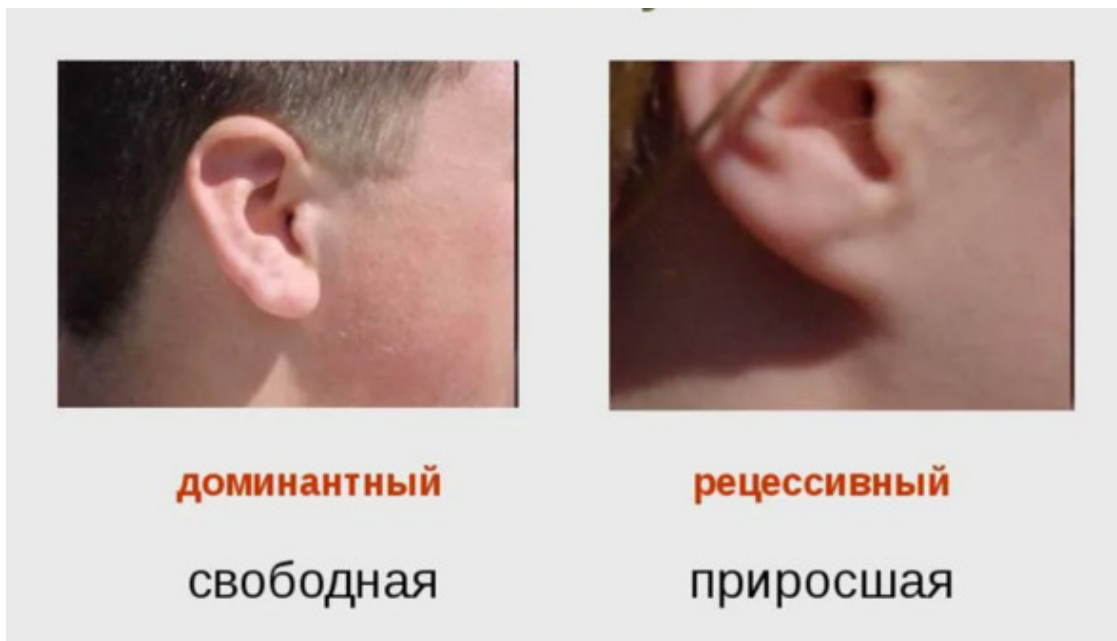 доминантный
рецессивный
свободная
приросшая